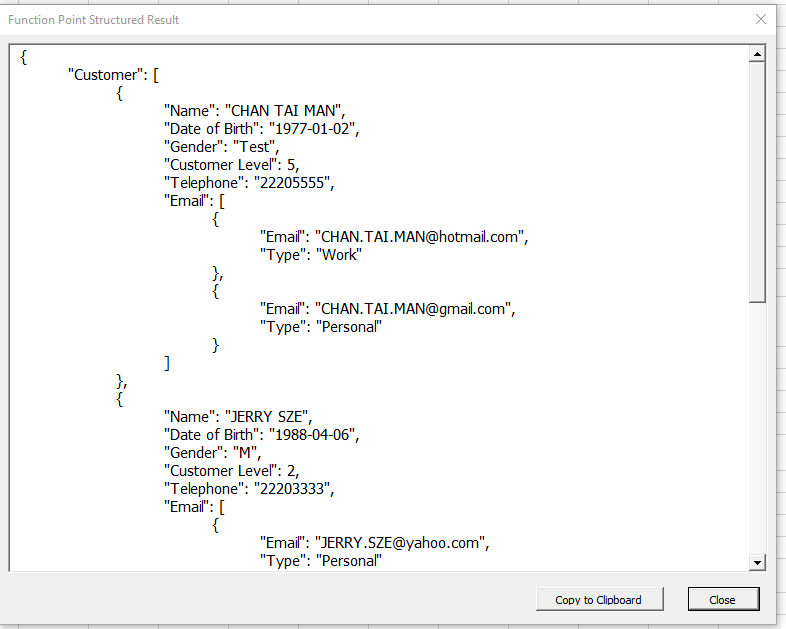 Function Point Structured Result
{
"Customer": [
{
"Name": "CHAN TAI MAN",
"Date of Birth": "1977-01-02",
"Gender": "Test",
"Customer Level": 5,
"Telephone": "22205555",
"Email": [
{
"Email": "CHAN.TAI.MAN@hotmail.com",
"Type": "Work"
},
{
"Email": "CHAN.TAI.MAN@gmail.com",
"Type": "Personal"
}
]
},
{
"Name": "JERRY SZE",
"Date of Birth": "1988-04-06",
"Gender": "M",
"Customer Level": 2,
"Telephone": "22203333",
"Email": [
{
"Email": "JERRY.SZE@yahoo.com",
"Type": "Personal"
Copy to Clipboard
Close